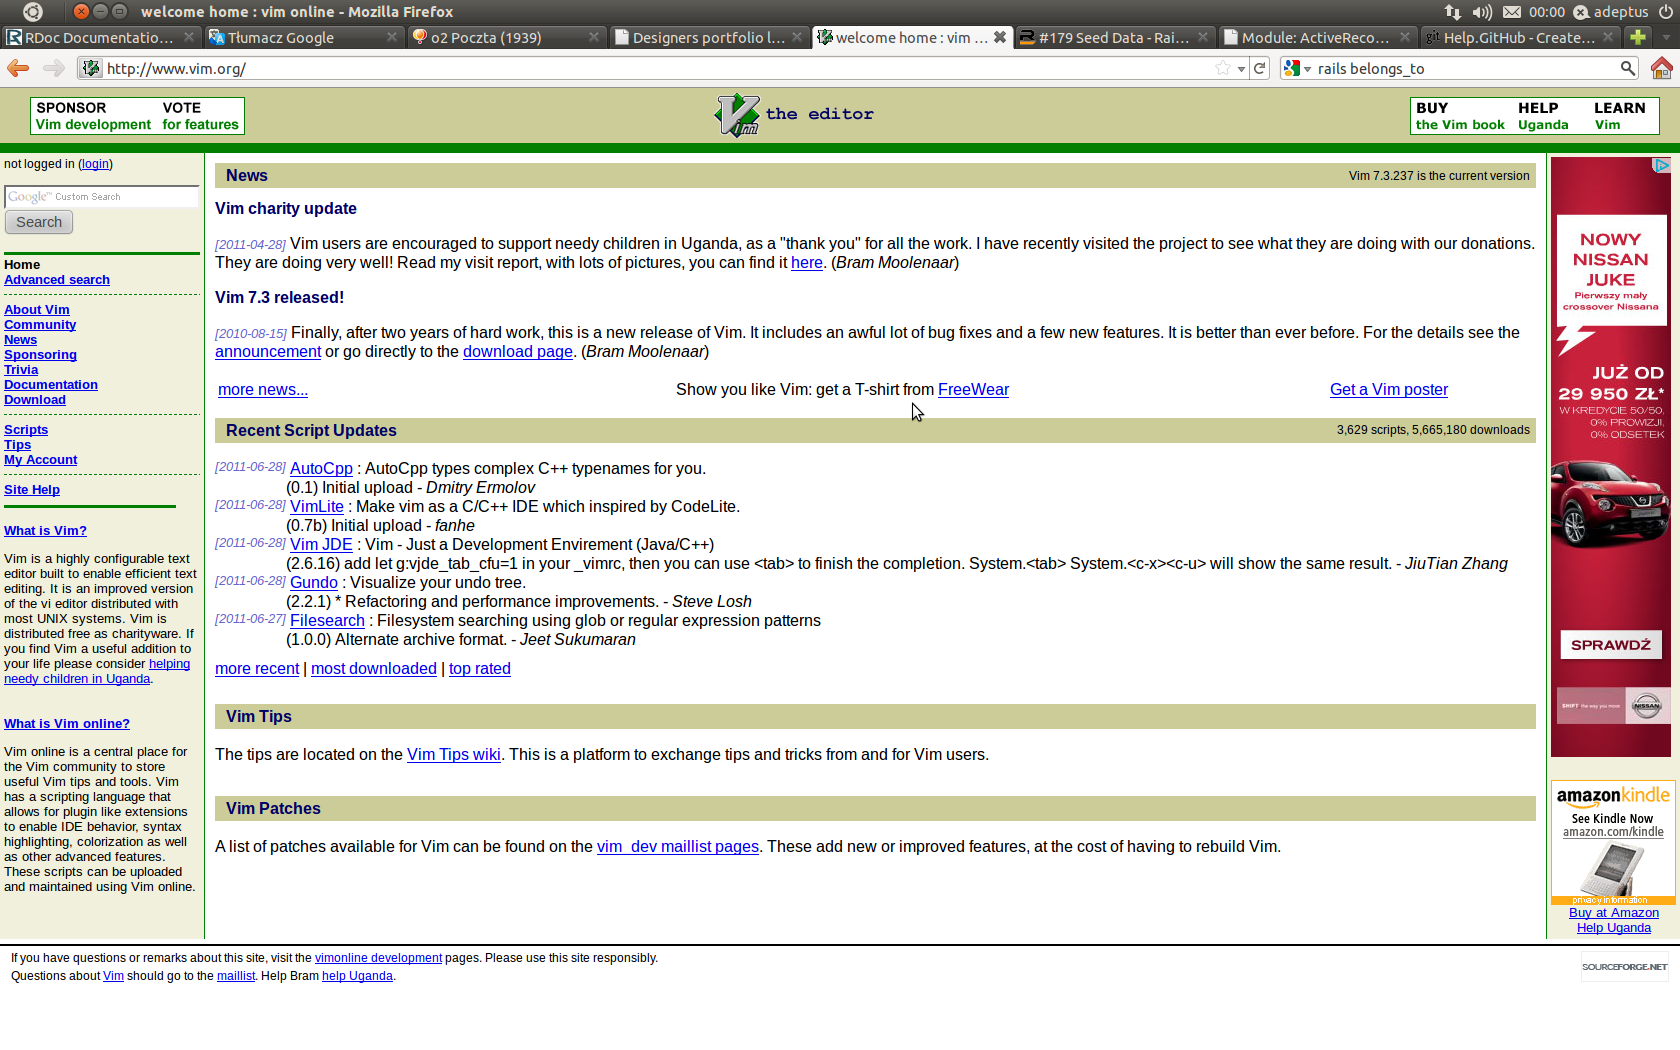 welcome home : vim online - Mozilla Firefox
00:00 adeptus
RDoc Documentatio...
Tłumacz Google
o2 Poczta (1939)
Designers portfolio l...
welcome home : vim ...
#179 Seed Data - Rai...
Module: ActiveReco...
Help.GitHub - Create...
http://www.vim.org/
rails belongs_to
SPONSOR VOTE
Vim development for features
Vim the editor
BUY HELP LEARN
the Vim book Uganda Vim
not logged in (login)
Google™ Custom Search
Search
Home
Advanced search
About Vim
Community
News
Sponsoring
Trivia
Documentation
Download
Scripts
Tips
My Account
Site Help
What is Vim?
Vim is a highly configurable text
editor built to enable efficient text
editing. It is an improved version
of the vi editor distributed with
most UNIX systems. Vim is
distributed free as charityware. If
you find Vim a useful addition to
your life please consider helping
needy children in Uganda.
What is Vim online?
Vim online is a central place for
the Vim community to store
useful Vim tips and tools. Vim
has a scripting language that
allows for plugin like extensions
to enable IDE behavior, syntax
highlighting, colorization as well
as other advanced features.
These scripts can be uploaded
and maintained using Vim online.
News Vim 7.3.237 is the current version
Vim charity update
[2011-04-28] Vim users are encouraged to support needy children in Uganda, as a "thank you" for all the work. I have recently visited the project to see what they are doing with our donations.
They are doing very well! Read my visit report, with lots of pictures, you can find it here. (Bram Moolenaar)
Vim 7.3 released!
[2010-08-15] Finally, after two years of hard work, this is a new release of Vim. It includes an awful lot of bug fixes and a few new features. It is better than ever before. For the details see the
announcement or go directly to the download page. (Bram Moolenaar)
more news... Show you like Vim: get a T-shirt from FreeWear Get a Vim poster
Recent Script Updates 3,629 scripts, 5,665,180 downloads
[2011-06-28] AutoCpp : AutoCpp types complex C++ typenames for you.
(0.1) Initial upload - Dmitry Ermolov
[2011-06-28] VimLite : Make vim as a C/C++ IDE which inspired by CodeLite.
(0.7b) Initial upload - fanhe
[2011-06-28] Vim JDE : Vim - Just a Development Envirement (Java/C++)
(2.6.16) add let g:vjde_tab_cfu=1 in your _vimrc, then you can use <tab> to finish the completion. System.<tab> System.<c-x><c-u> will show the same result. - JiuTian Zhang
[2011-06-28] Gundo : Visualize your undo tree.
(2.2.1) * Refactoring and performance improvements. - Steve Losh
[2011-06-27] Filesearch : Filesystem searching using glob or regular expression patterns
(1.0.0) Alternate archive format. - Jeet Sukumaran
more recent | most downloaded | top rated
Vim Tips
The tips are located on the Vim Tips wiki. This is a platform to exchange tips and tricks from and for Vim users.
Vim Patches
A list of patches available for Vim can be found on the vim_dev maillist pages. These add new or improved features, at the cost of having to rebuild Vim.
NOWY
NISSAN
JUKE
Pierwszy mały
crossover Nissana
JUŻ OD
29 950 ZŁ*
W KREDYCIE 50/50,
0% PROWIZJI,
0% ODSETEK
SPRAWDŹ
SHIFT the way you move NISSAN
amazonkindle
See Kindle Now
amazon.com/kindle
privacy information
Buy at Amazon
Help Uganda
If you have questions or remarks about this site, visit the vimonline development pages. Please use this site responsibly.
Questions about Vim should go to the maillist. Help Bram help Uganda.
SOURCEFORGE.NET